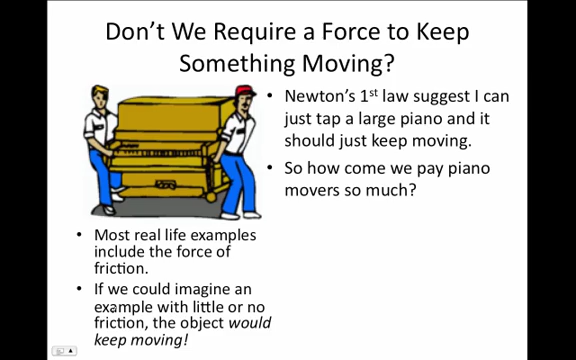 Don't We Require a Force to Keep
Something Moving?
• Newton's 1st law suggest I can
just tap a large piano and it
should just keep moving.
• So how come we pay piano
movers so much?
• Most real life examples
include the force of
friction.
• If we could imagine an
example with little or no
friction, the object would
keep moving!